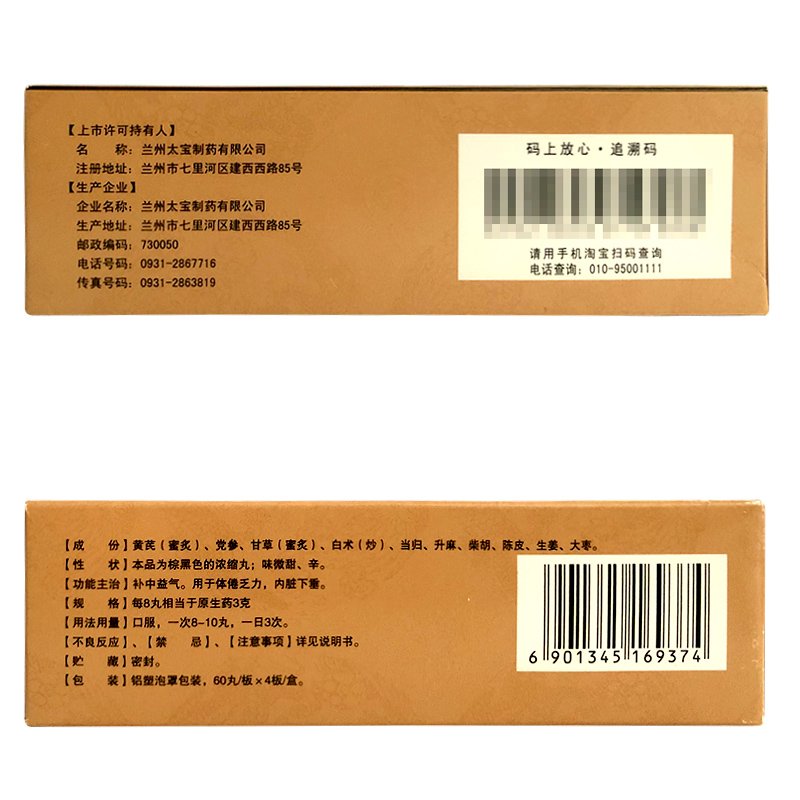 【上市许可持有人】
名　　称：兰州太宝制药有限公司
注册地址：兰州市七里河区建西西路85号
【生产企业】
企业名称：兰州太宝制药有限公司
生产地址：兰州市七里河区建西西路85号
邮政编码：730050
电话号码：0931-2867716
传真号码：0931-2863819
码上放心·追溯码
请用手机淘宝扫码查询
电话查询：010-95001111
【成　份】黄芪（蜜炙）、党参、甘草（蜜炙）、白术（炒）、当归、升麻、柴胡、陈皮、生姜、大枣。
【性　状】本品为棕黑色的浓缩丸；味微甜、辛。
【功能主治】补中益气。用于体倦乏力，内脏下垂。
【规　格】每8丸相当于原生药3克
【用法用量】口服，一次8-10丸，一日3次。
【不良反应】、【禁　忌】、【注意事项】详见说明书。
【贮　藏】密封。
【包　装】铝塑泡罩包装，60丸/板×4板/盒。
6 901345 169374